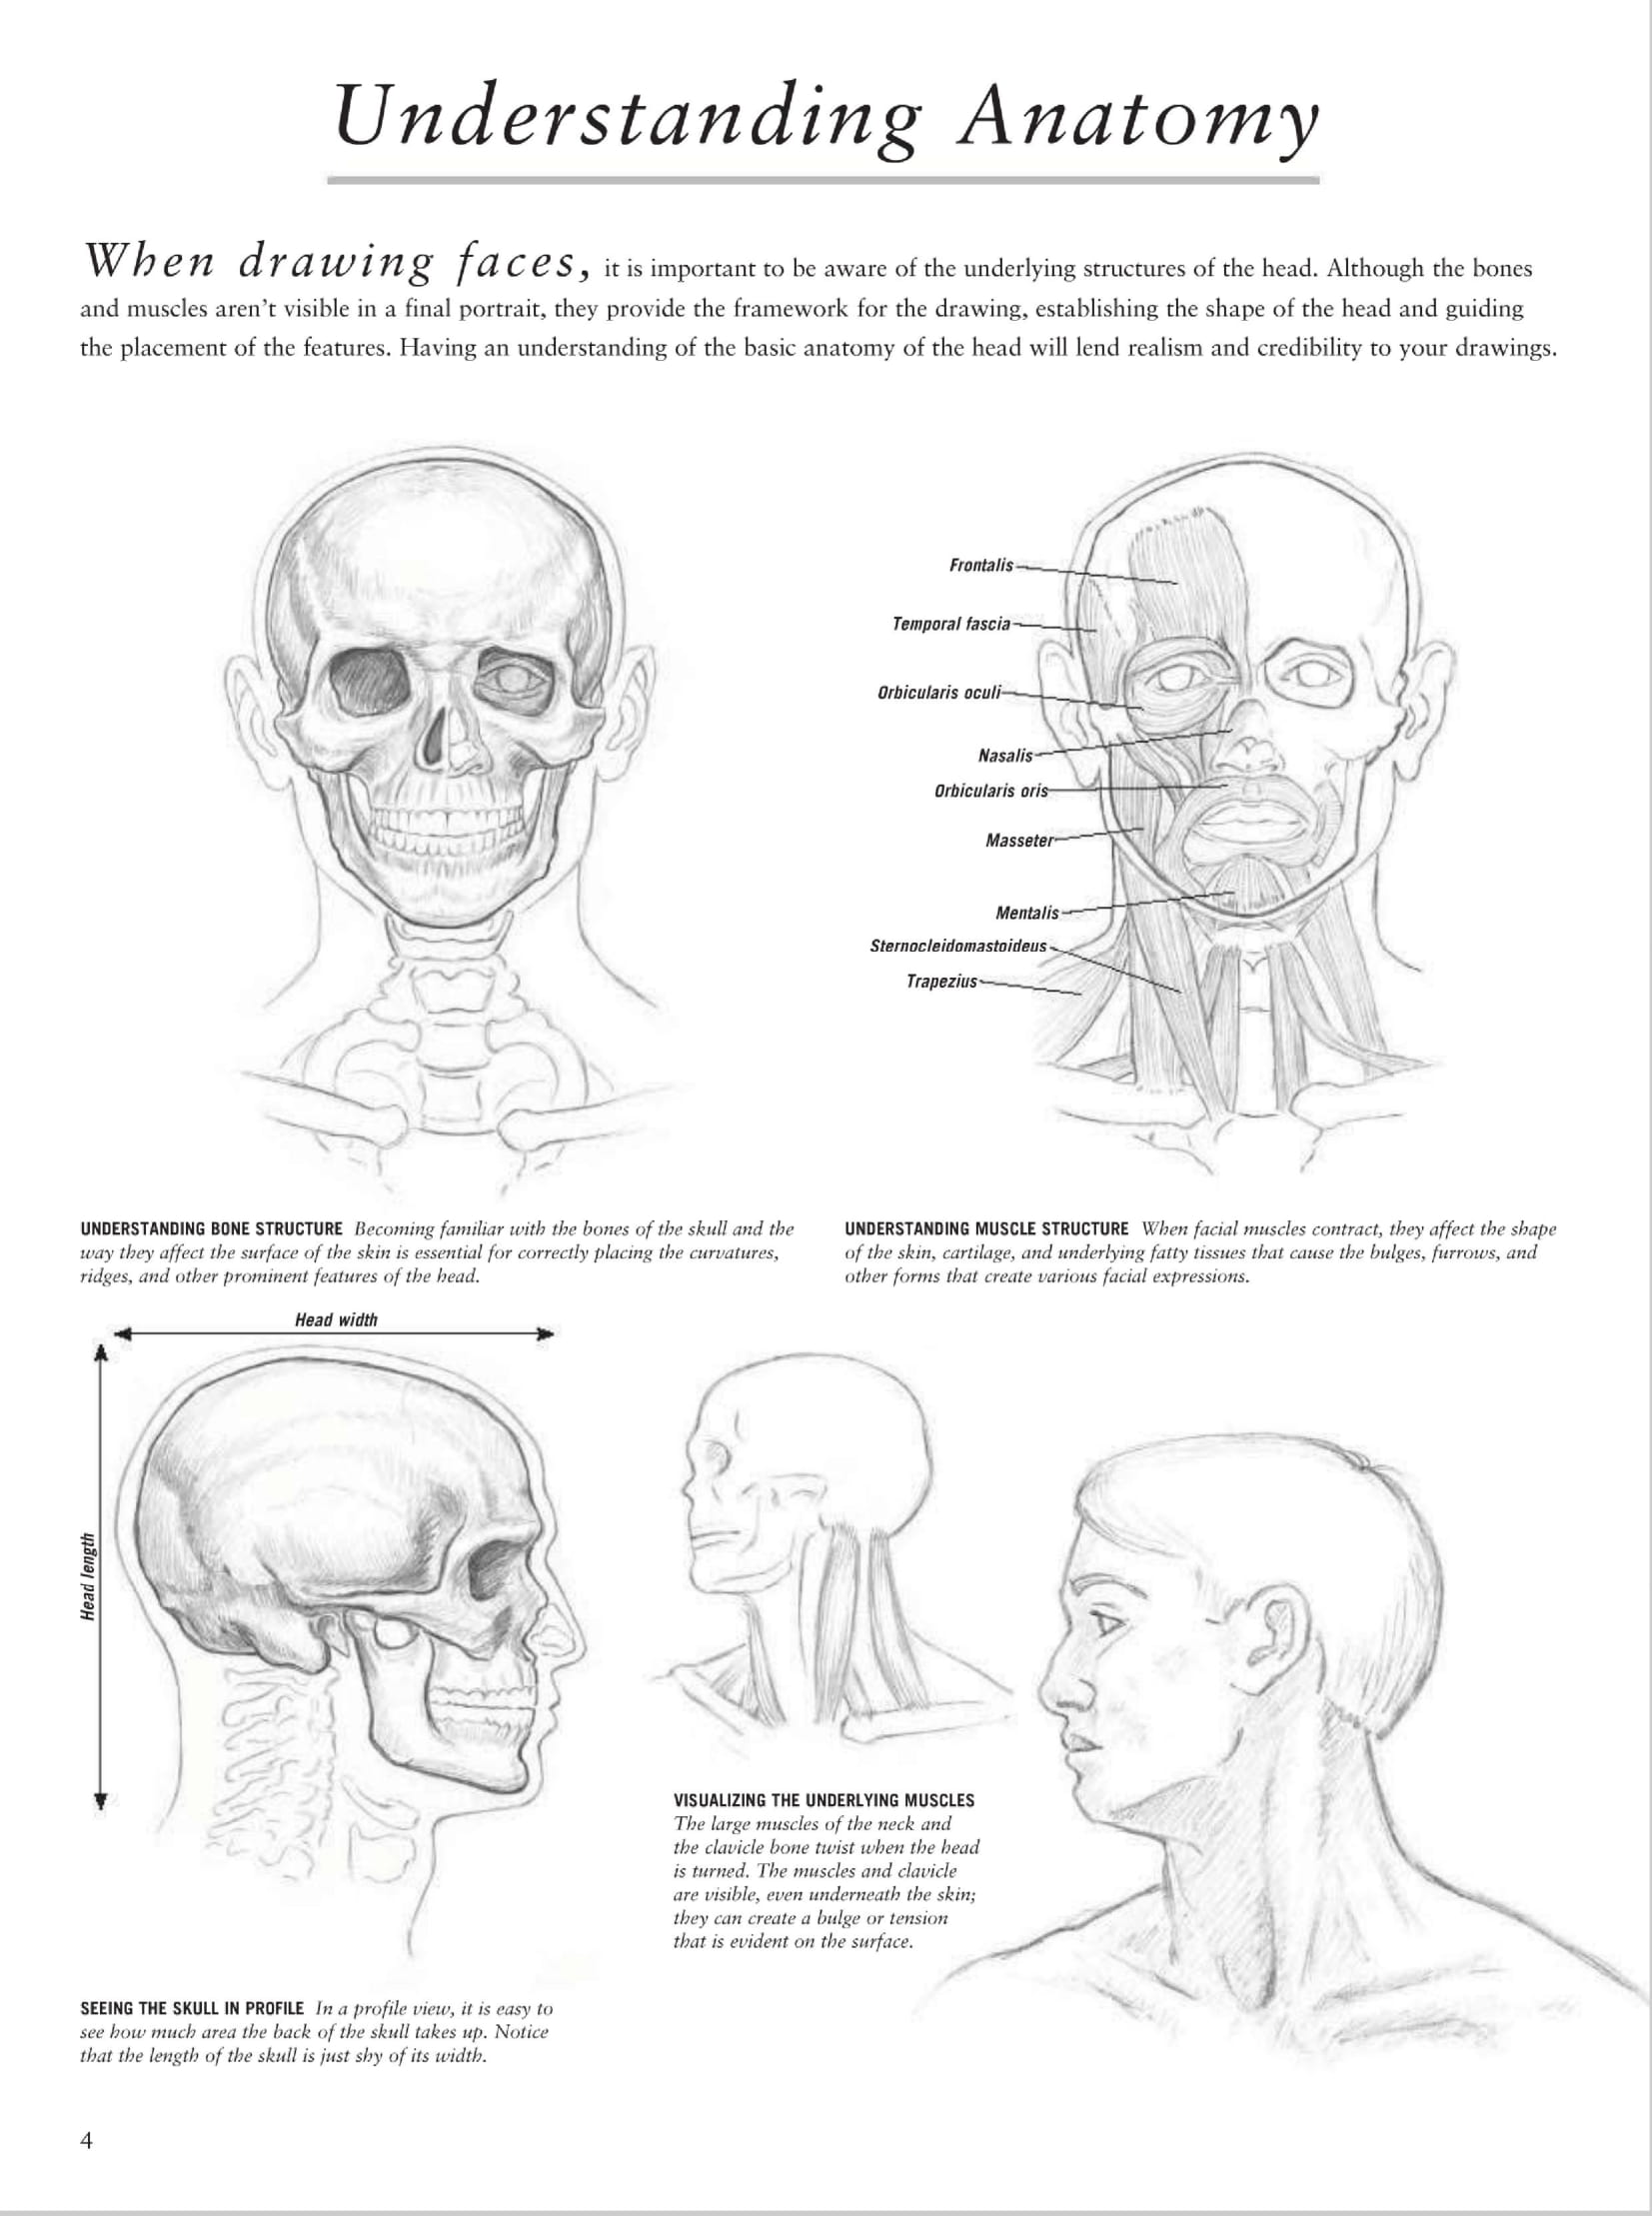 Understanding Anatomy
When drawing faces, it is important to be aware of the underlying structures of the head. Although the bones
and muscles aren't visible in a final portrait, they provide the framework for the drawing, establishing the shape of the head and guiding
the placement of the features. Having an understanding of the basic anatomy of the head will lend realism and credibility to your drawings.
Frontalis
Temporal fascia
Orbicularis oculi
Nasalis
Orbicularis oris
Masseter
Mentalis
Sternocleidomastoideus
Trapezius
UNDERSTANDING BONE STRUCTURE Becoming familiar with the bones of the skull and the
way they affect the surface of the skin is essential for correctly placing the curvatures,
ridges, and other prominent features of the head.
UNDERSTANDING MUSCLE STRUCTURE When facial muscles contract, they affect the shape
of the skin, cartilage, and underlying fatty tissues that cause the bulges, furrows, and
other forms that create various facial expressions.
Head width
Head length
VISUALIZING THE UNDERLYING MUSCLES
The large muscles of the neck and
the clavicle bone twist when the head
is turned. The muscles and clavicle
are visible, even underneath the skin;
they can create a bulge or tension
that is evident on the surface.
SEEING THE SKULL IN PROFILE In a profile view, it is easy to
see how much area the back of the skull takes up. Notice
that the length of the skull is just shy of its width.
4